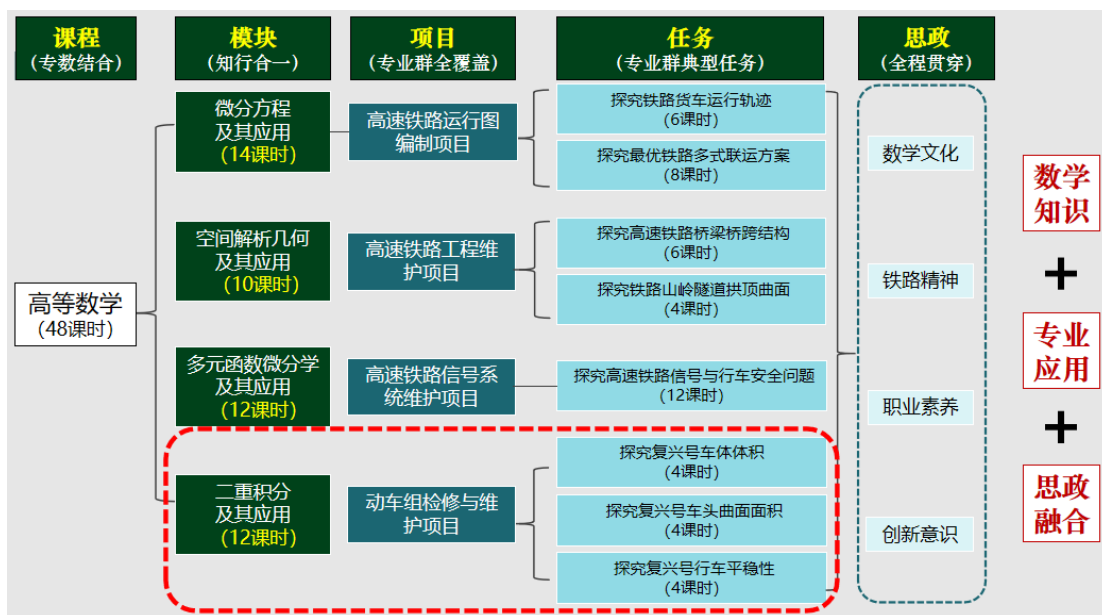 课程
(专数结合)
模块
(知行合一)
项目
(专业群全覆盖)
任务
(专业群典型任务)
思政
(全程贯穿)
高等数学
(48课时)
微分方程
及其应用
(14课时)
高速铁路运行图
编制项目
探究铁路货车运行轨迹
(6课时)
探究最优铁路多式联运方案
(8课时)
空间解析几何
及其应用
(10课时)
高速铁路工程维
护项目
探究高速铁路桥梁桥跨结构
(6课时)
探究铁路山岭隧道拱顶曲面
(4课时)
多元函数微分学
及其应用
(12课时)
高速铁路信号系
统维护项目
探究高速铁路信号与行车安全问题
(12课时)
二重积分
及其应用
(12课时)
动车组检修与维
护项目
探究复兴号车体体积
(4课时)
探究复兴号车头曲面面积
(4课时)
探究复兴号行车平稳性
(4课时)
数学文化
铁路精神
职业素养
创新意识
数学
知识
+
专业
应用
+
思政
融合